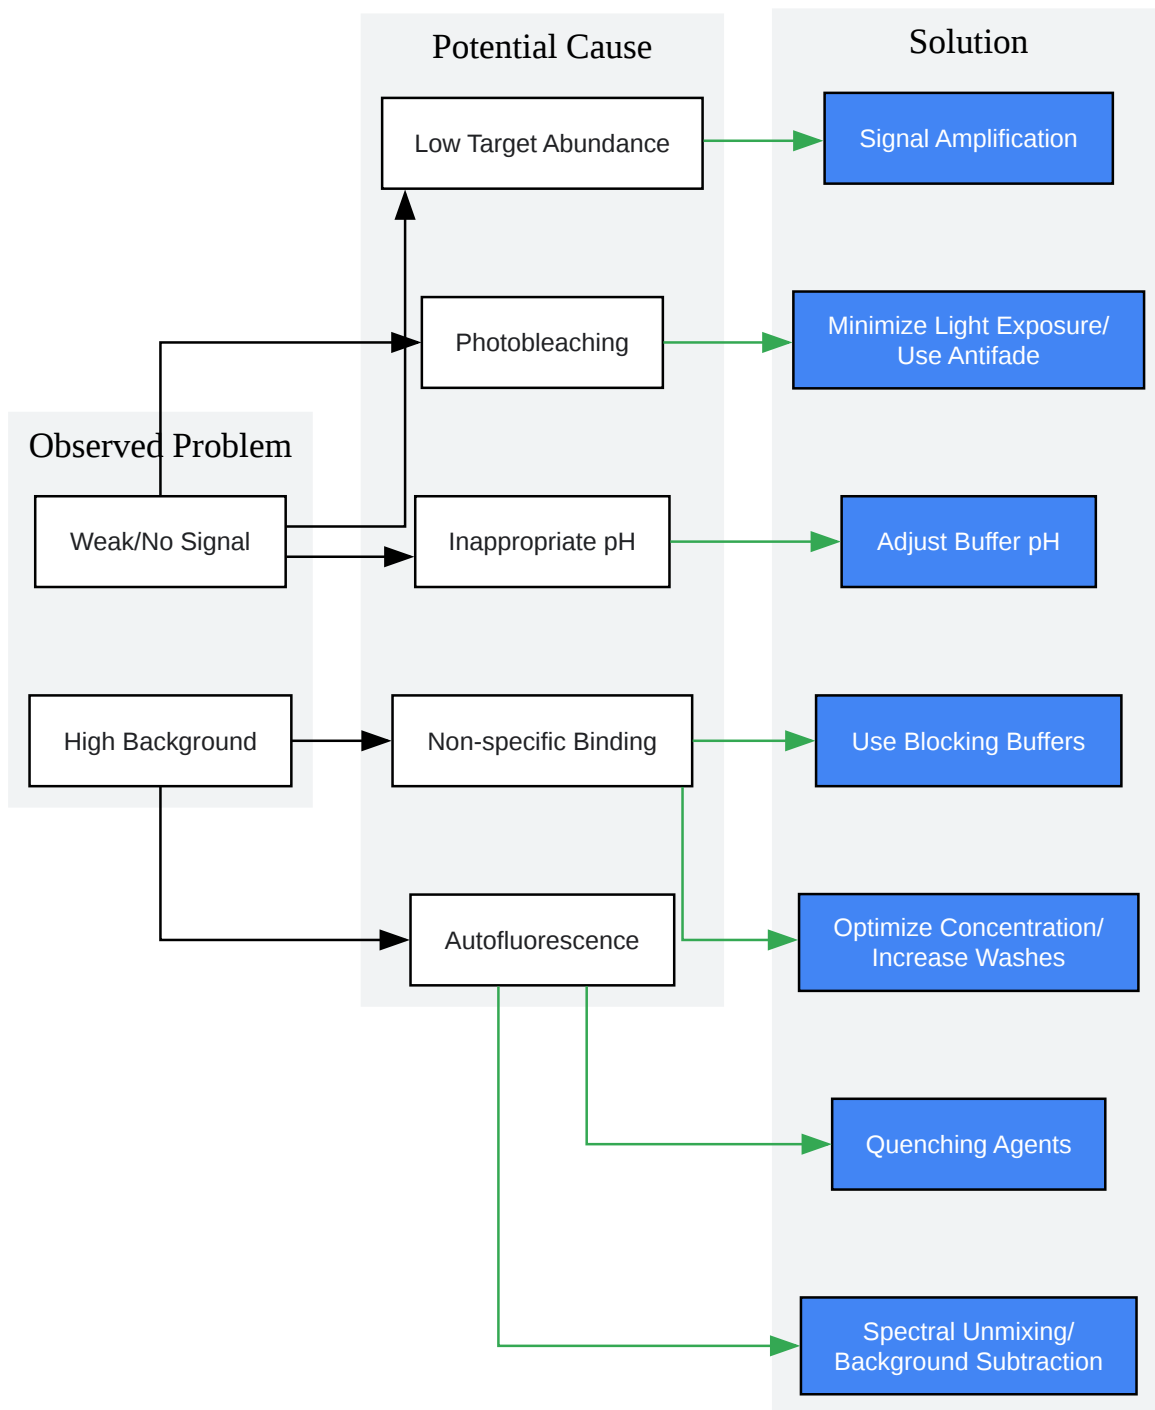 Potential Cause
Solution
Low Target Abundance
Signal Amplification
Photobleaching
Minimize Light Exposure/
Use Antifade
Observed Problem
Weak/No Signal
Inappropriate pH
Adjust Buffer pH
High Background
Non-specific Binding
Use Blocking Buffers
Autofluorescence
Optimize Concentration/
Increase Washes
Quenching Agents
Spectral Unmixing/
Background Subtraction